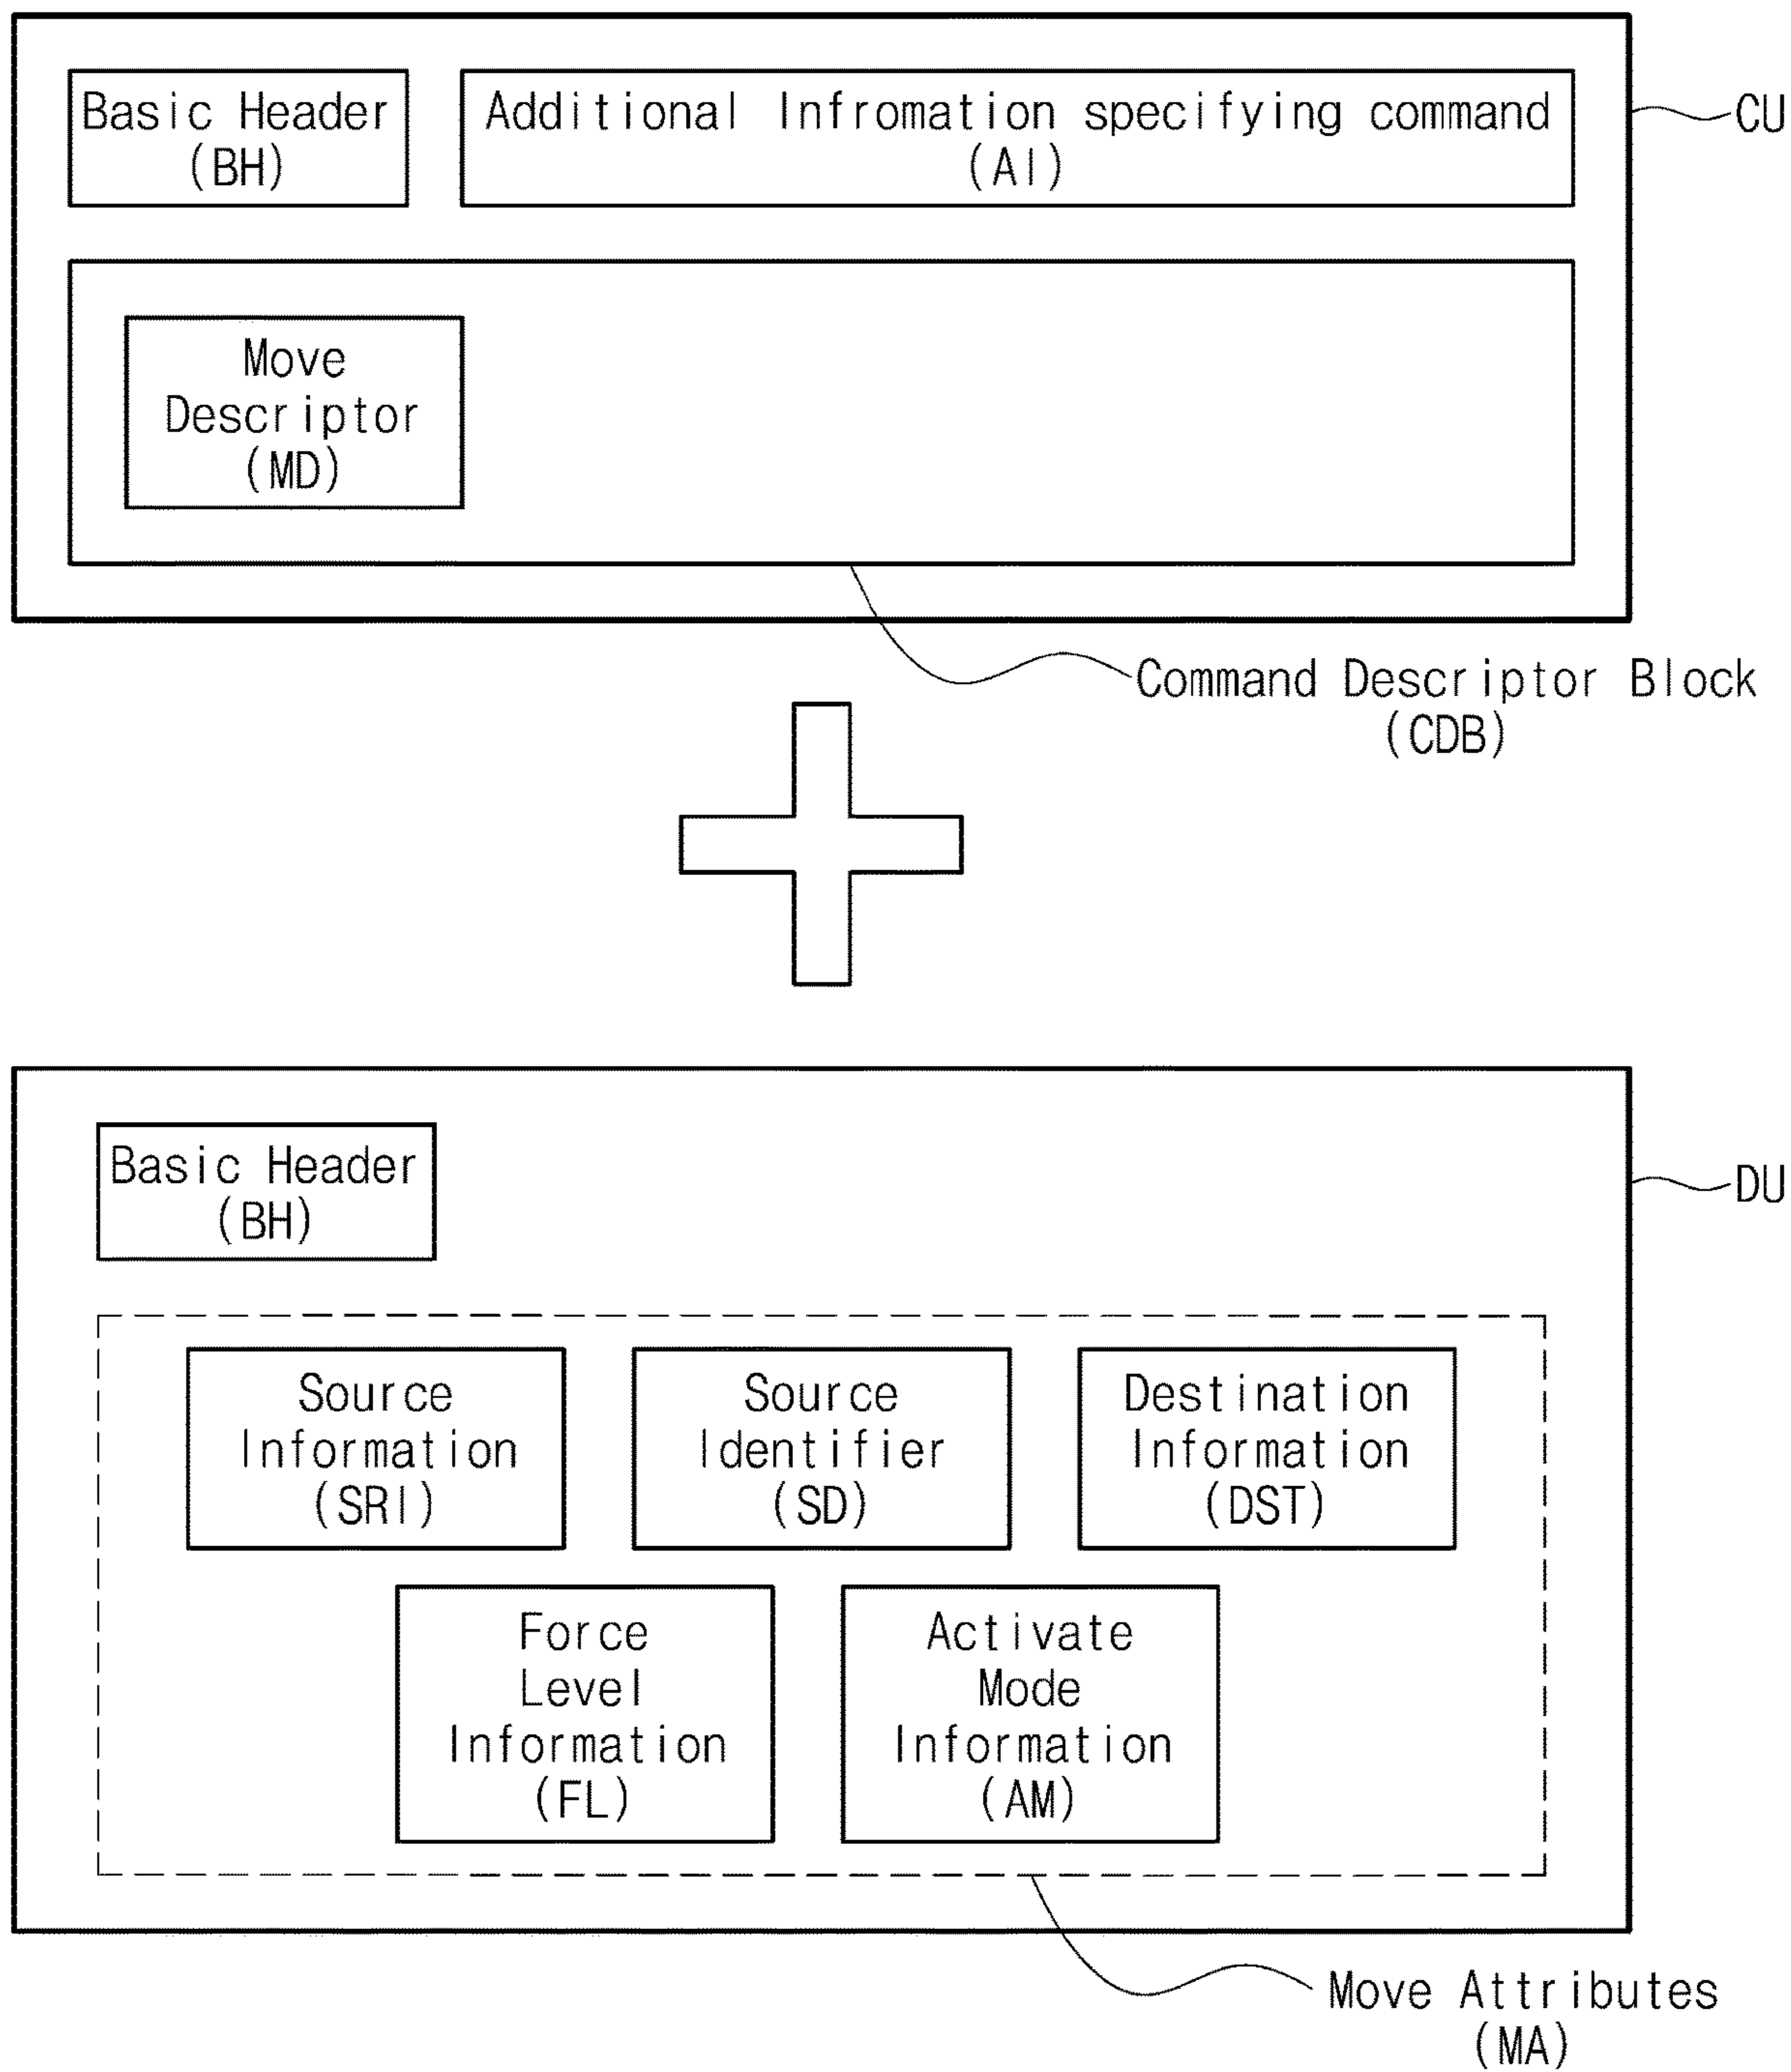 Basic Header
(BH)
Additional Infromation specifying command
(AI)
CU
Move
Descriptor
(MD)
Command Descriptor Block
(CDB)
Basic Header
(BH)
DU
Source
Information
(SRI)
Source
Identifier
(SD)
Destination
Information
(DST)
Force
Level
Information
(FL)
Activate
Mode
Information
(AM)
Move Attributes
(MA)